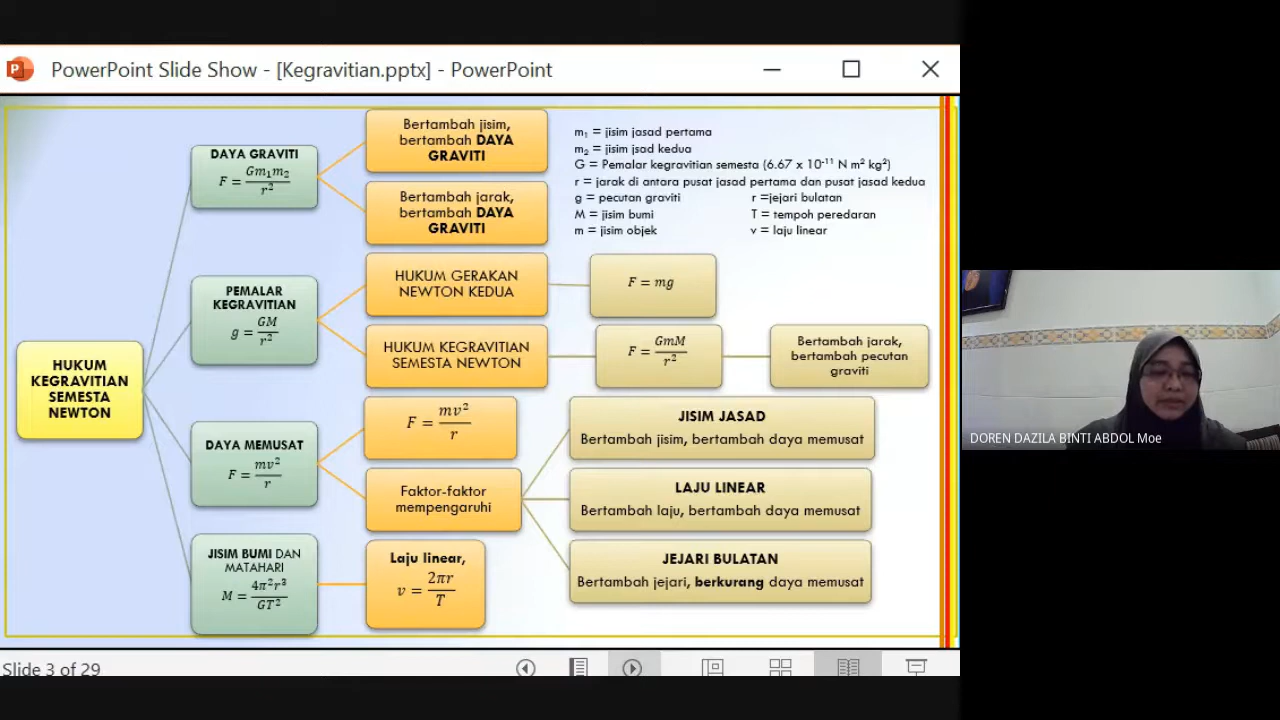 PowerPoint Slide Show - [Kegravitian.pptx] - PowerPoint
HUKUM
KEGRAVITIAN
SEMESTA
NEWTON
DAYA GRAVITI
F = Gm₁m₂/r²
Bertambah jisim,
bertambah DAYA
GRAVITI
Bertambah jarak,
bertambah DAYA
GRAVITI
m₁ = jisim jasad pertama
m₂ = jisim jsad kedua
G = Pemalar kegravitian semesta (6.67 x 10⁻¹¹ N m² kg²)
r = jarak di antara pusat jasad pertama dan pusat jasad kedua
g = pecutan graviti
r =jejari bulatan
M = jisim bumi
T = tempoh peredaran
m = jisim objek
v = laju linear
PEMALAR
KEGRAVITIAN
g = GM/r²
HUKUM GERAKAN
NEWTON KEDUA
F = mg
HUKUM KEGRAVITIAN
SEMESTA NEWTON
F = GmM/r²
Bertambah jarak,
bertambah pecutan
graviti
DAYA MEMUSAT
F = mv²/r
F = mv²/r
Faktor-faktor
mempengaruhi
JISIM JASAD
Bertambah jisim, bertambah daya memusat
LAJU LINEAR
Bertambah laju, bertambah daya memusat
JEJARI BULATAN
Bertambah jejari, berkurang daya memusat
JISIM BUMI DAN
MATAHARI
M = 4π²r³/GT²
Laju linear,
v = 2πr/T
Slide 3 of 29
DOREN DAZILA BINTI ABDOL Moe